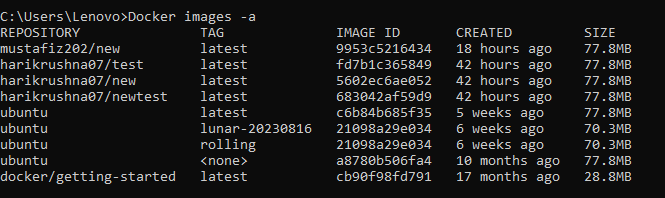 C:\Users\Lenovo>Docker images -a
REPOSITORY TAG IMAGE ID CREATED SIZE
mustafiz202/new latest 9953c5216434 18 hours ago 77.8MB
harikrushna07/test latest fd7b1c365849 42 hours ago 77.8MB
harikrushna07/new latest 5602ec6ae052 42 hours ago 77.8MB
harikrushna07/newtest latest 683042af59d9 42 hours ago 77.8MB
ubuntu latest c6b84b685f35 5 weeks ago 77.8MB
ubuntu lunar-20230816 21098a29e034 6 weeks ago 70.3MB
ubuntu rolling 21098a29e034 6 weeks ago 70.3MB
ubuntu <none> a8780b506fa4 10 months ago 77.8MB
docker/getting-started latest cb90f98fd791 17 months ago 28.8MB